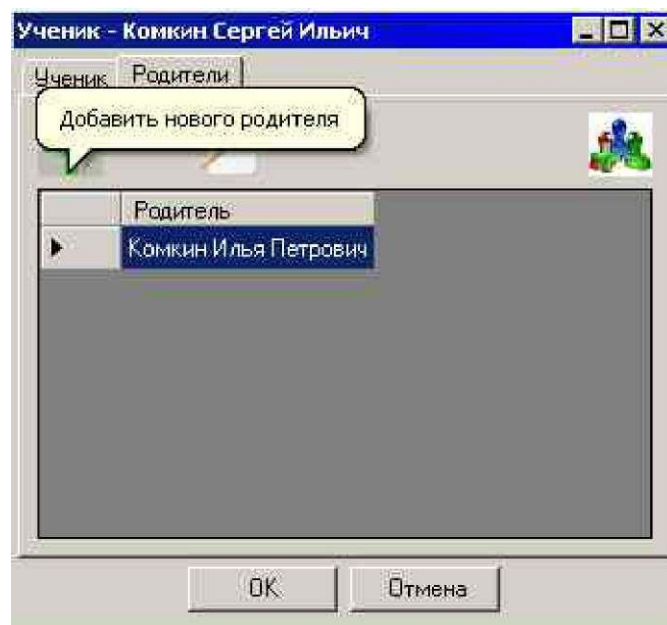 Ученик - Комкин Сергей Ильич
Ученик Родители
Добавить нового родителя
Родитель
Комкин Илья Петрович
OK Отмена